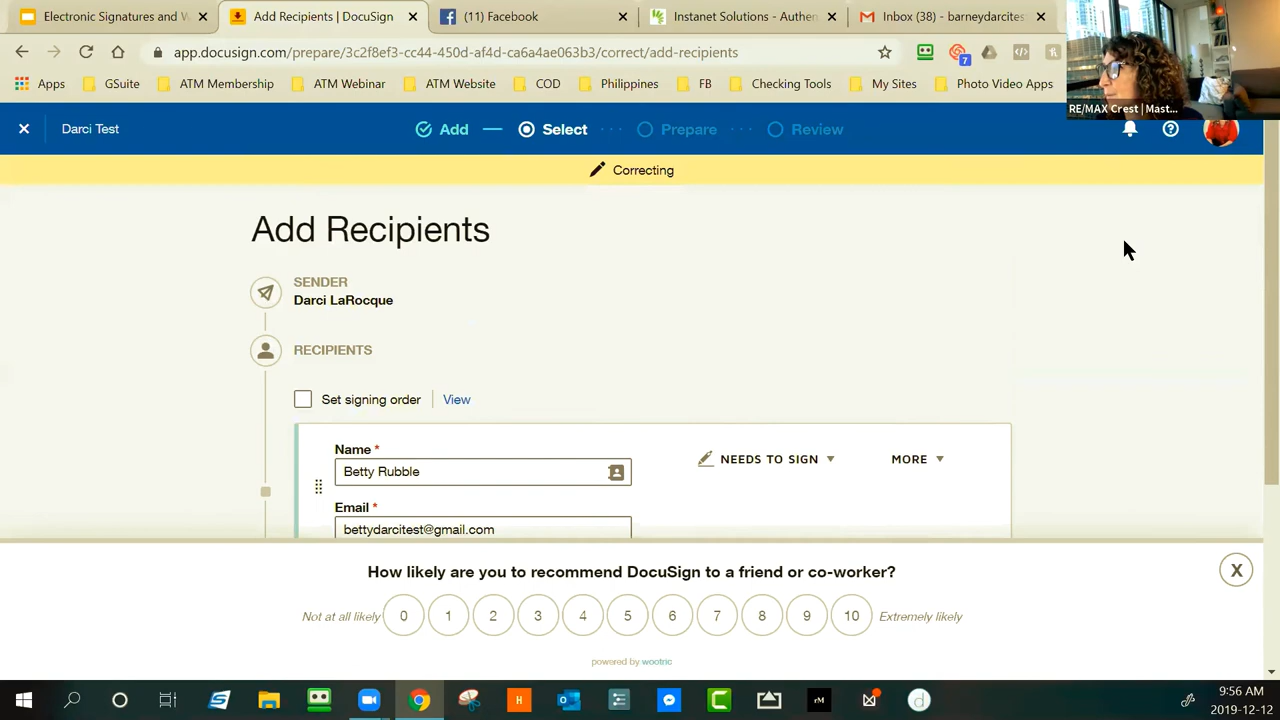 Electronic Signatures and W
Add Recipients | DocuSign
(11) Facebook
Instanet Solutions - Authe
Inbox (38) - barneydarcites
app.docusign.com/prepare/3c2f8ef3-cc44-450d-af4d-ca6a4ae063b3/correct/add-recipients
7
Apps
GSuite
ATM Membership
ATM Webl
ATM Website
COD
Philippines
FB
Checking Tools
My Sites
Photo Video Apps
RE/MAX Crest | Mast...
Darci Test
Add
Select
Prepare
Review
Correcting
Add Recipients
SENDER
Darci LaRocque
RECIPIENTS
Set signing order
View
Name *
Betty Rubble
NEEDS TO SIGN
MORE
Email *
bettydarcitest@gmail.com
How likely are you to recommend DocuSign to a friend or co-worker?
X
Not at all likely 0 1 2 3 4 5 6 7 8 9 10 Extremely likely
powered by wootric
H
rM
d
9:56 AM
2019-12-12